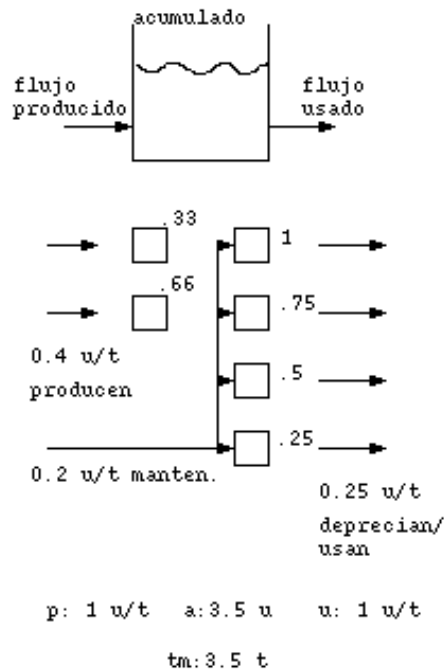 acumulado
flujo
producido
flujo
usado
.33
1
.66
.75
0.4 u/t
producen
.5
.25
0.2 u/t manten.
0.25 u/t
deprecian/
usan
p: 1 u/t a:3.5 u u: 1 u/t
tm:3.5 t